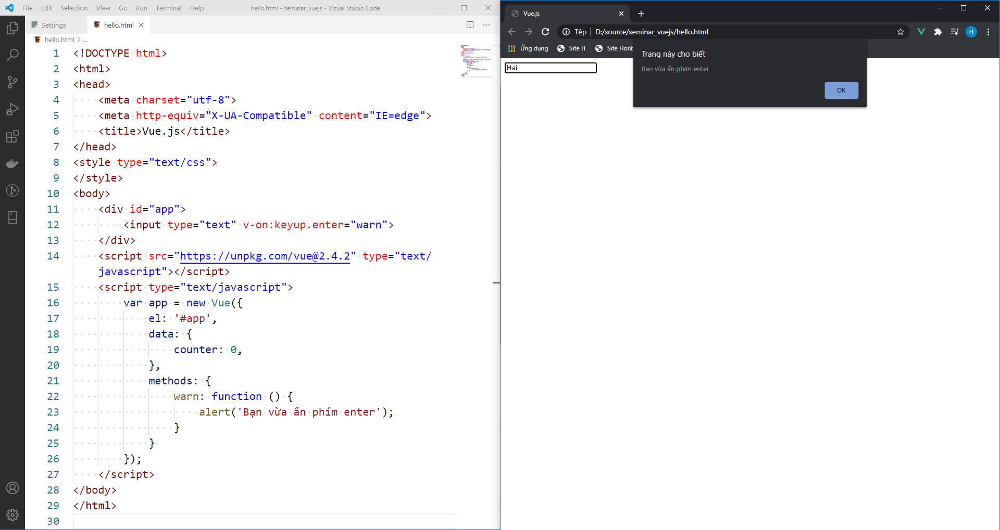 File Edit Selection View Go Run Terminal Help hello.html - seminar_vuejs - Visual Studio Code
Settings hello.html
hello.html > ...
1 <!DOCTYPE html>
2 <html>
3 <head>
4 <meta charset="utf-8">
5 <meta http-equiv="X-UA-Compatible" content="IE=edge">
6 <title>Vue.js</title>
7 </head>
8 <style type="text/css">
9 </style>
10 <body>
11 <div id="app">
12 <input type="text" v-on:keyup.enter="warn">
13 </div>
14 <script src="https://unpkg.com/vue@2.4.2" type="text/
javascript"></script>
15 <script type="text/javascript">
16 var app = new Vue({
17 el: '#app',
18 data: {
19 counter: 0,
20 },
21 methods: {
22 warn: function () {
23 alert('Bạn vừa ấn phím enter');
24 }
25 }
26 });
27 </script>
28 </body>
29 </html>
30
Vue.js
Tệp D:/source/seminar_vuejs/hello.html H
Ứng dụng Site IT Site Honb
Hai
Trang này cho biết
Bạn vừa ấn phím enter
OK